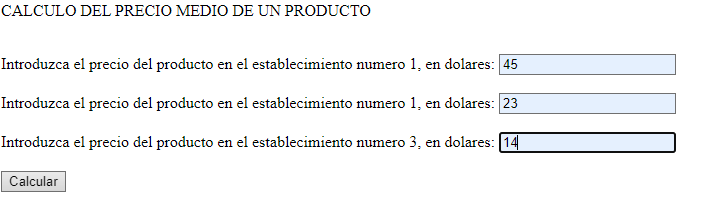 CALCULO DEL PRECIO MEDIO DE UN PRODUCTO
Introduzca el precio del producto en el establecimiento numero 1, en dolares: 45
Introduzca el precio del producto en el establecimiento numero 1, en dolares: 23
Introduzca el precio del producto en el establecimiento numero 3, en dolares: 14
Calcular